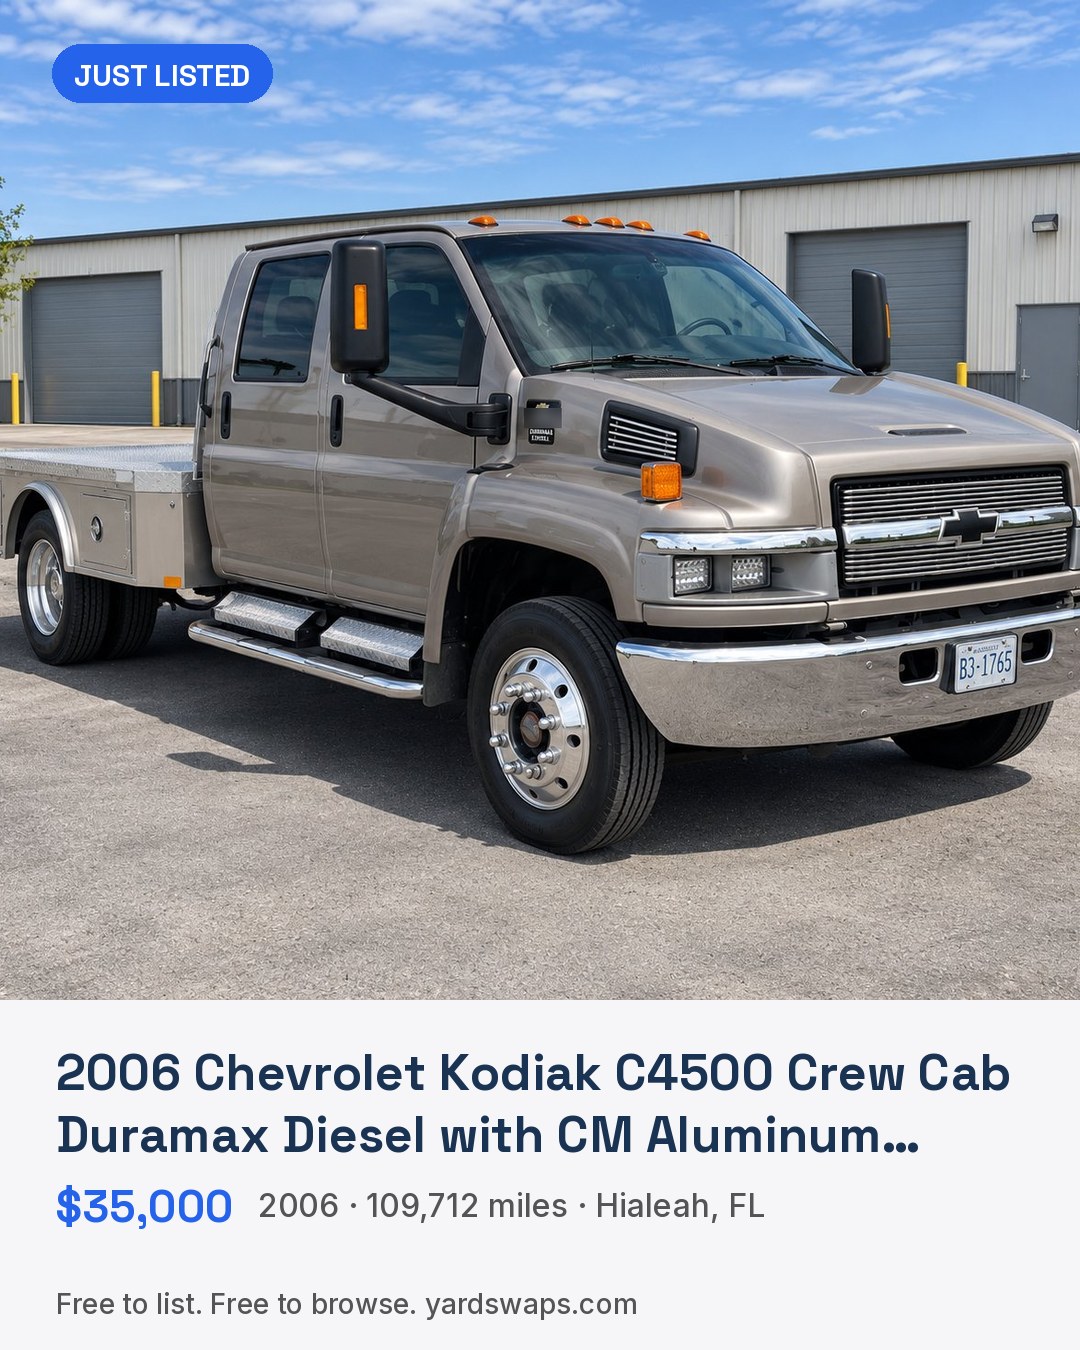 JUST LISTED
B3-1765
2006 Chevrolet Kodiak C4500 Crew Cab
Duramax Diesel with CM Aluminum...
$35,000 2006 · 109,712 miles · Hialeah, FL
Free to list. Free to browse. yardswaps.com